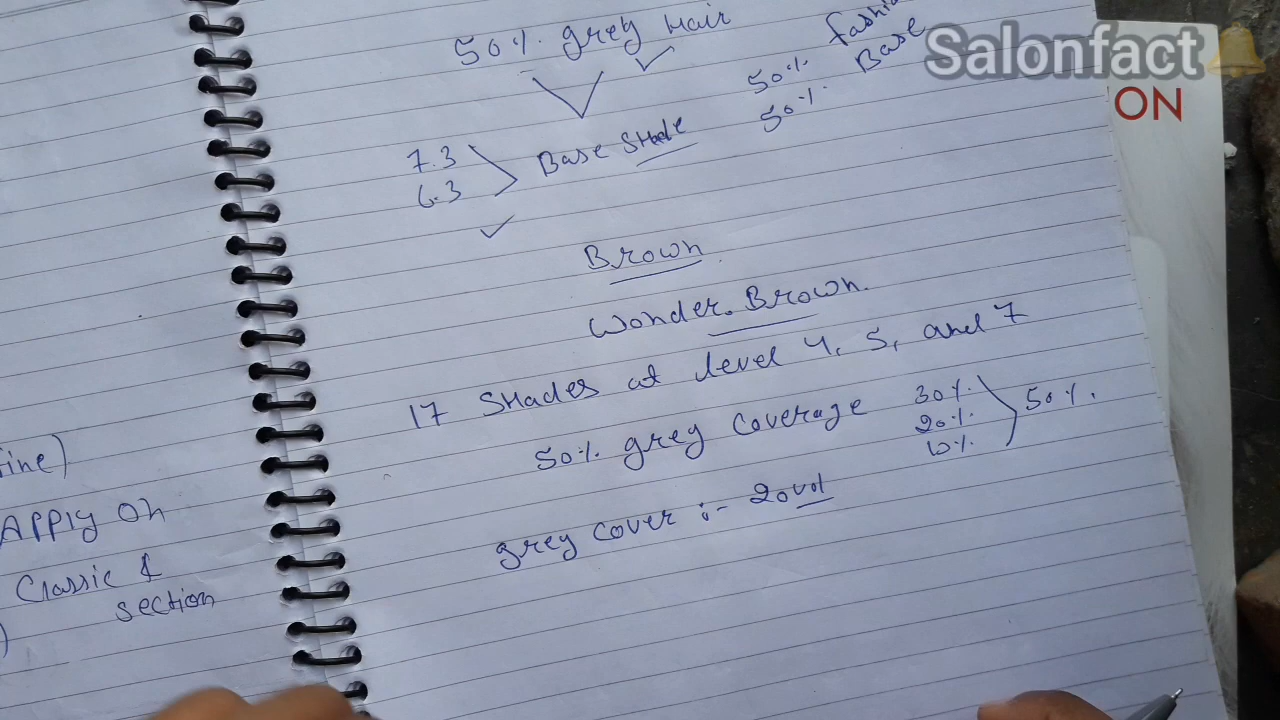 50% grey Hair
50% fashi
50% Base
Salonfact
ON
7.3
6.3
Base Shade
Brown
Wonder Brown.
17 Shades at level 4, 5, and 7
50% grey coverage
30%
20%
10%
50%.
grey cover :- 20vol
fine)
APPly On
Classic &
section
)